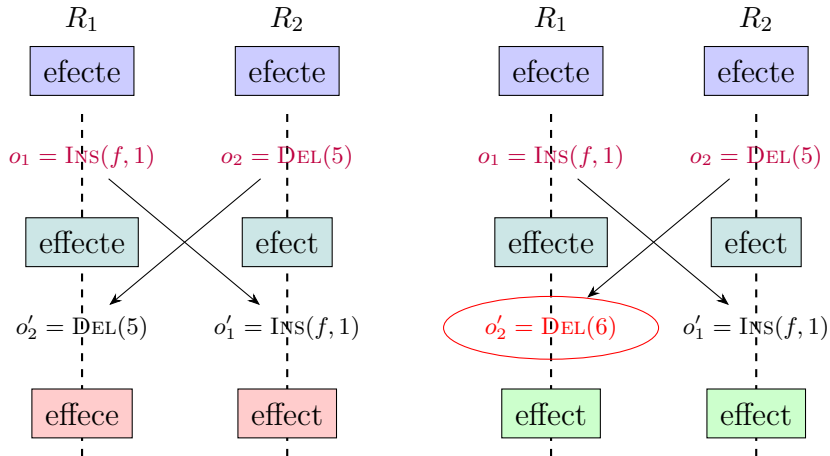 R₁ R₂ R₁ R₂
efecte efecte efecte efecte
o₁ = INS(f, 1) o₂ = DEL(5) o₁ = INS(f, 1) o₂ = DEL(5)
effecte efect effecte efect
o′₂ = DEL(5) o′₁ = INS(f, 1) o′₂ = DEL(6) o′₁ = INS(f, 1)
effece effect effect effect